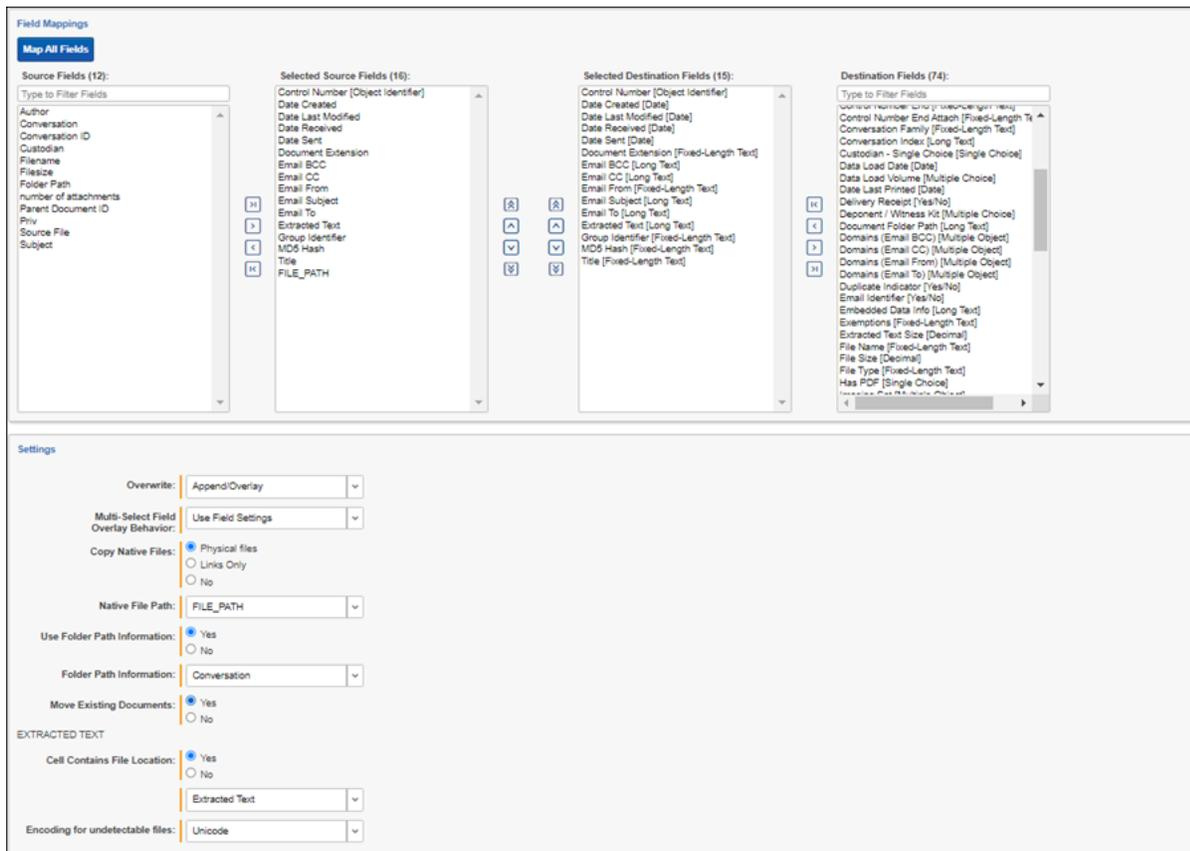 Field Mappings
Map All Fields
Source Fields (12):
Type to Filter Fields
Author
Conversation
Conversation ID
Custodian
Filename
Filesize
Folder Path
number of attachments
Parent Document ID
Priv
Source File
Subject
Selected Source Fields (16):
Control Number [Object Identifier]
Date Created
Date Last Modified
Date Received
Date Sent
Document Extension
Email BCC
Email CC
Email From
Email Subject
Email To
Extracted Text
Group Identifier
MD5 Hash
Title
FILE_PATH
Selected Destination Fields (15):
Control Number [Object Identifier]
Date Created [Date]
Date Last Modified [Date]
Date Received [Date]
Date Sent [Date]
Document Extension [Fixed-Length Text]
Email BCC [Long Text]
Email CC [Long Text]
Email From [Fixed-Length Text]
Email Subject [Long Text]
Email To [Long Text]
Extracted Text [Long Text]
Group Identifier [Fixed-Length Text]
MD5 Hash [Fixed-Length Text]
Title [Fixed-Length Text]
Destination Fields (74):
Type to Filter Fields
Control Number End [Fixed-Length Text]
Control Number End Attach [Fixed-Length Te
Conversation Family [Fixed-Length Text]
Conversation Index [Long Text]
Custodian - Single Choice [Single Choice]
Data Load Date [Date]
Data Load Volume [Multiple Choice]
Date Last Printed [Date]
Delivery Receipt [Yes/No]
Deponent / Witness Kit [Multiple Choice]
Document Folder Path [Long Text]
Domains (Email BCC) [Multiple Object]
Domains (Email CC) [Multiple Object]
Domains (Email From) [Multiple Object]
Domains (Email To) [Multiple Object]
Duplicate Indicator [Yes/No]
Email Identifier [Yes/No]
Embedded Data Info [Long Text]
Exemptions [Fixed-Length Text]
Extracted Text Size [Decimal]
File Name [Fixed-Length Text]
File Size [Decimal]
File Type [Fixed-Length Text]
Has PDF [Single Choice]
Settings
Overwrite: Append/Overlay
Multi-Select Field
Overlay Behavior: Use Field Settings
Copy Native Files: Physical files
Links Only
No
Native File Path: FILE_PATH
Use Folder Path Information: Yes
No
Folder Path Information: Conversation
Move Existing Documents: Yes
No
EXTRACTED TEXT
Cell Contains File Location: Yes
No
Extracted Text
Encoding for undetectable files: Unicode